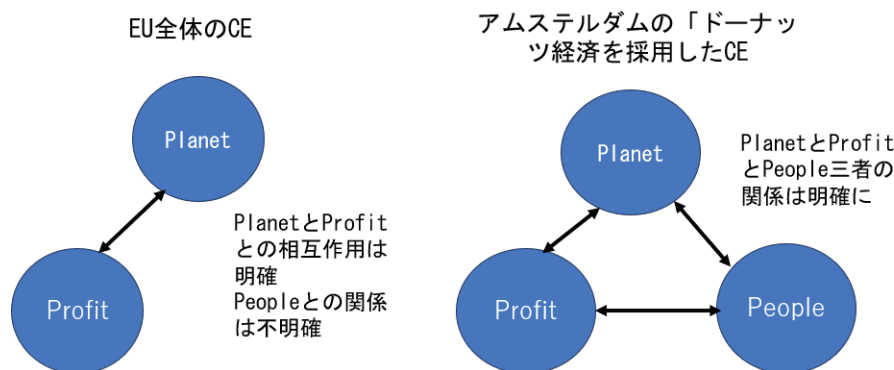 EU全体のCE
Planet
Profit
PlanetとProfit
との相互作用は
明確
Peopleとの関係
は不明確
アムステルダムの「ドーナッ
ツ経済を採用したCE
Planet
Profit
People
PlanetとProfit
とPeople三者の
関係は明確に